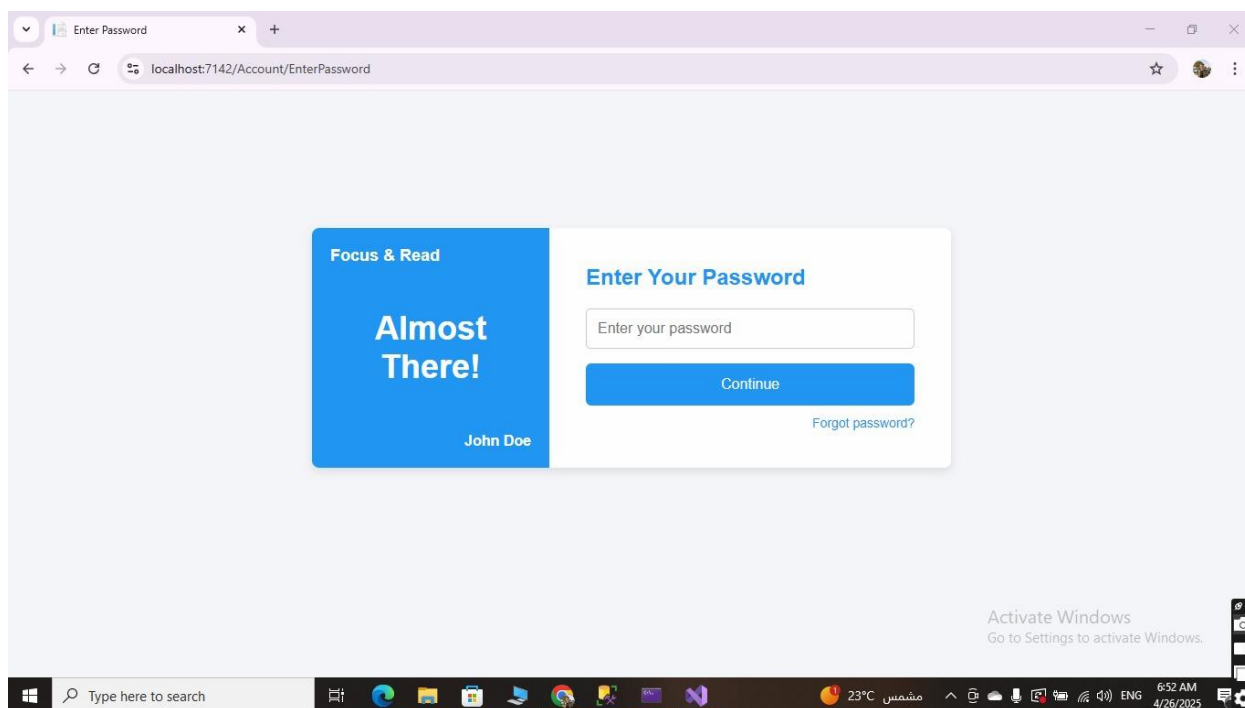 Enter Password
localhost:7142/Account/EnterPassword
Focus & Read
Almost
There!
John Doe
Enter Your Password
Enter your password
Continue
Forgot password?
Activate Windows
Go to Settings to activate Windows.
Type here to search
1
23°C مشمس
ENG
6:52 AM
4/26/2025